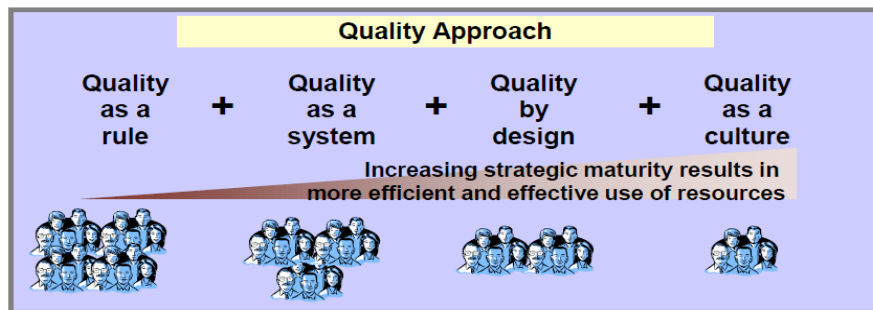 Quality Approach
Quality
as a
rule
+
Quality
as a
system
+
Quality
by
design
+
Quality
as a
culture
Increasing strategic maturity results in
more efficient and effective use of resources